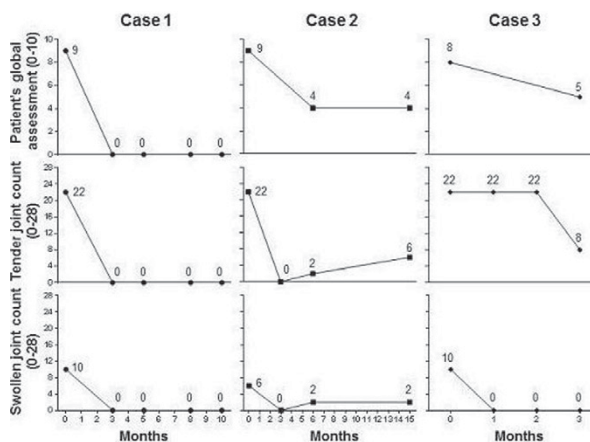 Case 1 Case 2 Case 3
Patient's global
assessment (0-10)
10
8
6
4
2
0
9
0 0 0 0
9
4 4
8
5
Tender joint count
(0-28)
28
24
20
16
12
8
4
0
22
0 0 0 0
22
0
2
6
22 22 22
8
Swollen joint count
(0-28)
28
24
20
16
12
8
4
0
10
0 0 0 0
6
0
2
2
10
0 0 0
0 1 2 3 4 5 6 7 8 9 10
0 1 2 3 4 5 6 7 8 9 10 11 12 13 14 15
0 1 2 3
Months Months Months